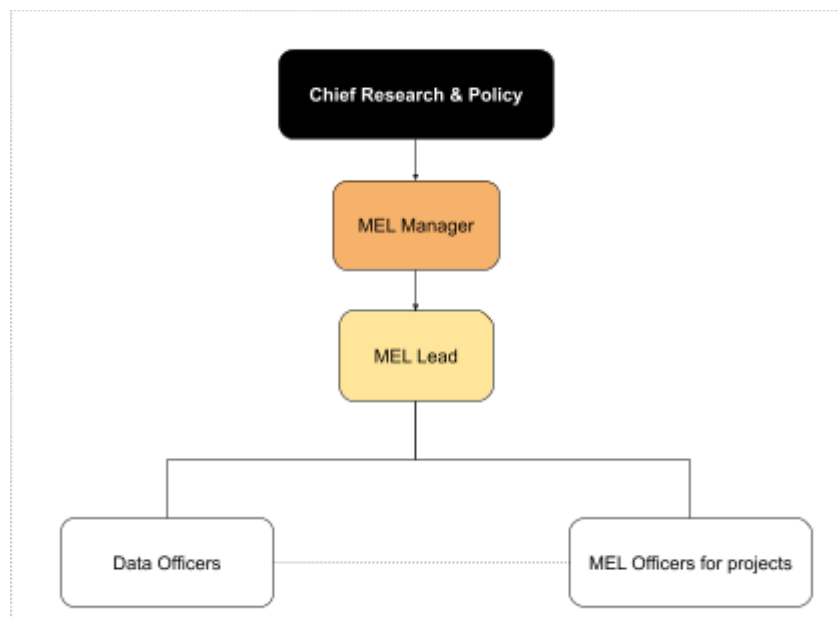 Chief Research & Policy
MEL Manager
MEL Lead
Data Officers
MEL Officers for projects